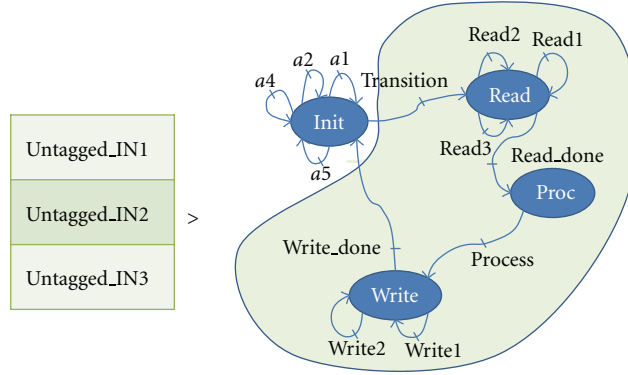 Untagged_IN1
Untagged_IN2
Untagged_IN3
>
a4
a2
a1
a5
Init
Transition
Read2
Read1
Read
Read3
Read_done
Proc
Process
Write_done
Write
Write2
Write1